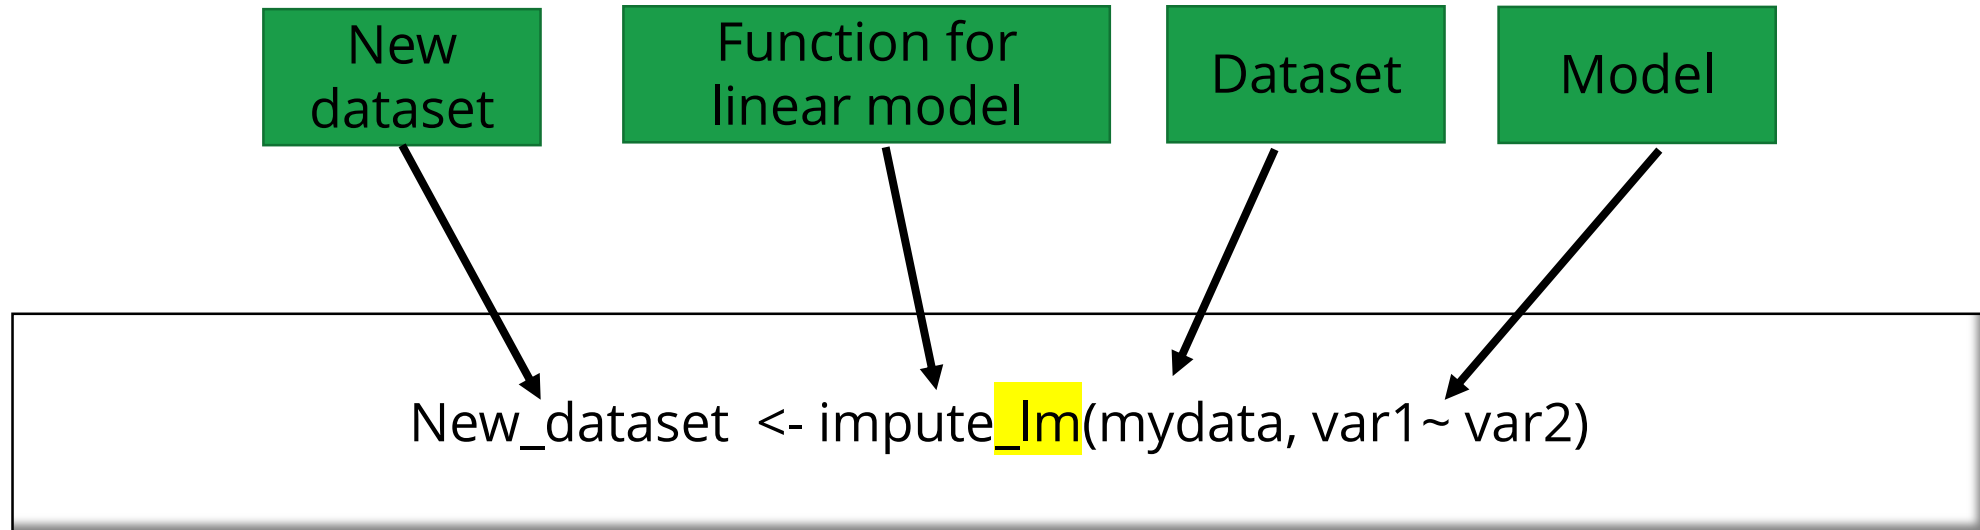 New
dataset
Function for
linear model
Dataset
Model
New_dataset  <- impute_lm(mydata, var1~ var2)